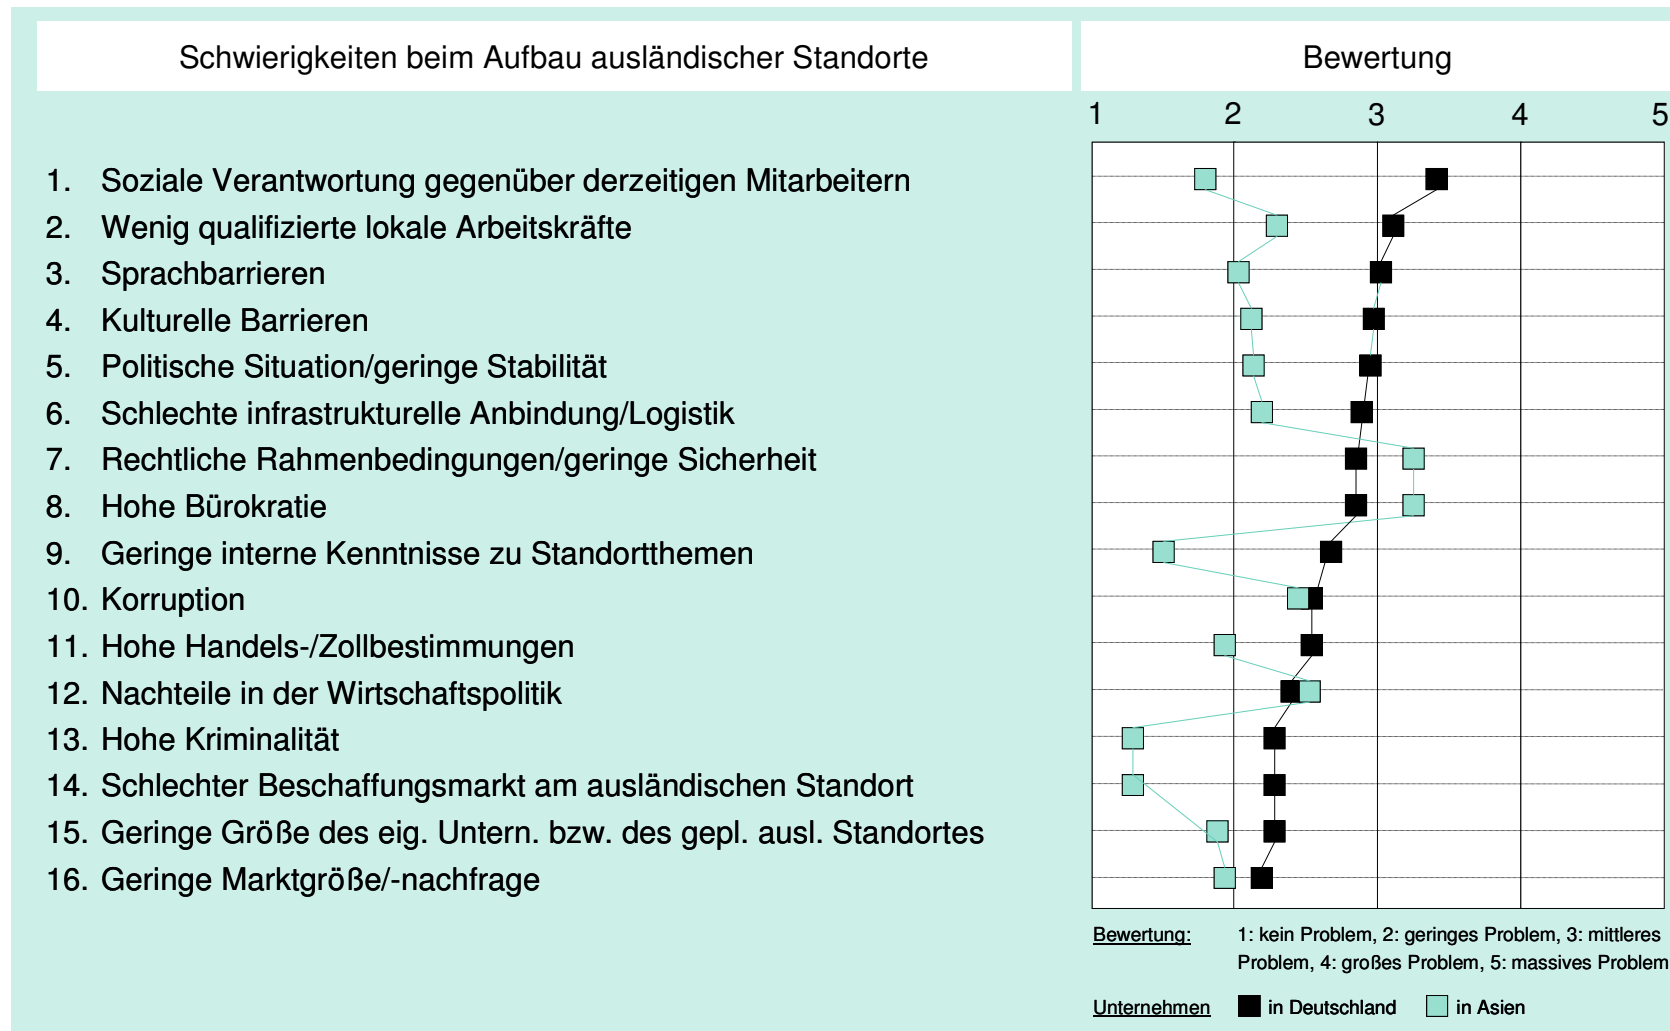 Schwierigkeiten beim Aufbau ausländischer Standorte
Bewertung
1 2 3 4 5
1. Soziale Verantwortung gegenüber derzeitigen Mitarbeitern
2. Wenig qualifizierte lokale Arbeitskräfte
3. Sprachbarrieren
4. Kulturelle Barrieren
5. Politische Situation/geringe Stabilität
6. Schlechte infrastrukturelle Anbindung/Logistik
7. Rechtliche Rahmenbedingungen/geringe Sicherheit
8. Hohe Bürokratie
9. Geringe interne Kenntnisse zu Standortthemen
10. Korruption
11. Hohe Handels-/Zollbestimmungen
12. Nachteile in der Wirtschaftspolitik
13. Hohe Kriminalität
14. Schlechter Beschaffungsmarkt am ausländischen Standort
15. Geringe Größe des eig. Untern. bzw. des gepl. ausl. Standortes
16. Geringe Marktgröße/-nachfrage
Bewertung: 1: kein Problem, 2: geringes Problem, 3: mittleres
Problem, 4: großes Problem, 5: massives Problem
Unternehmen in Deutschland in Asien